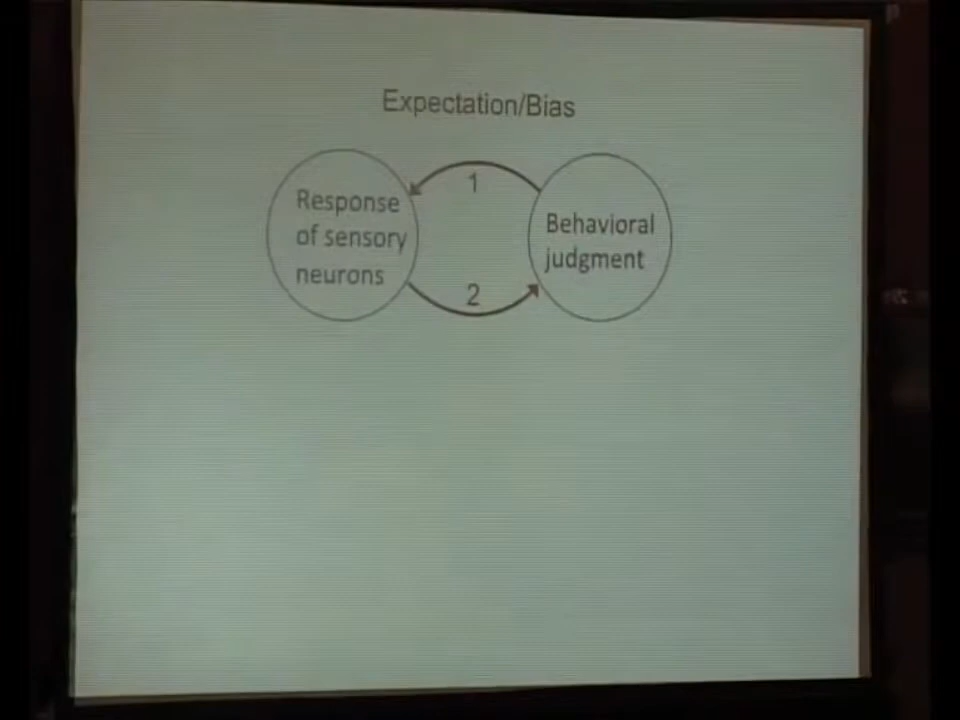 Expectation/Bias
1
Response
of sensory
neurons
Behavioral
judgment
2